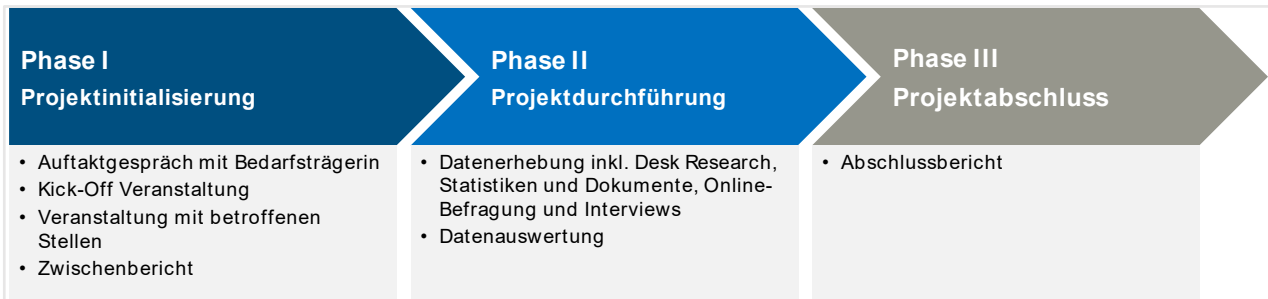 Phase I
Projektinitialisierung
• Auftaktgespräch mit Bedarfsträgerin
• Kick-Off Veranstaltung
• Veranstaltung mit betroffenen
Stellen
• Zwischenbericht
Phase II
Projektdurchführung
• Datenerhebung inkl. Desk Research,
Statistiken und Dokumente, Online-
Befragung und Interviews
• Datenauswertung
Phase III
Projektabschluss
• Abschlussbericht